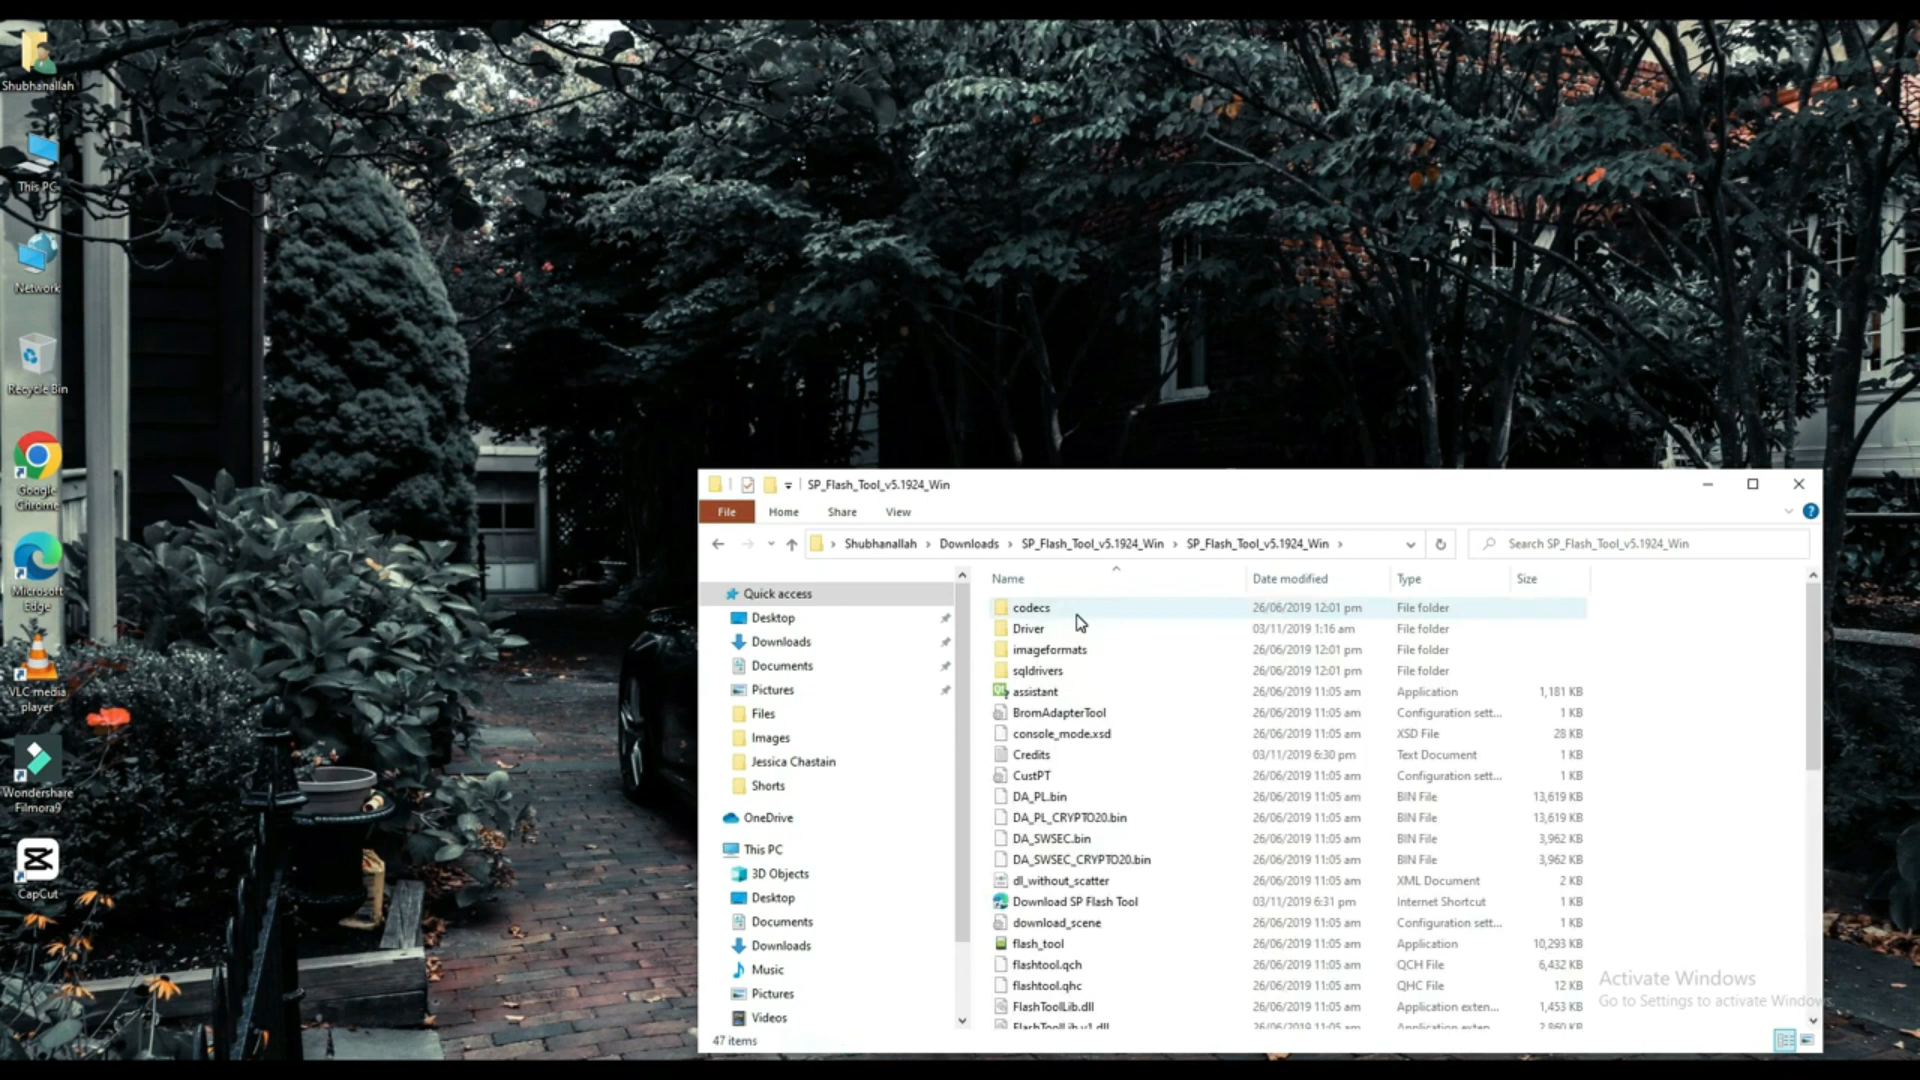 Shubhanallah
This PC
Network
Recycle Bin
Google
Chrome
Microsoft
Edge
VLC media
player
Wondershare
Filmora9
CapCut
SP_Flash_Tool_v5.1924_Win
File Home Share View
Shubhanallah › Downloads › SP_Flash_Tool_v5.1924_Win › SP_Flash_Tool_v5.1924_Win ›
Search SP_Flash_Tool_v5.1924_Win
Quick access
Desktop
Downloads
Documents
Pictures
Files
Images
Jessica Chastain
Shorts
OneDrive
This PC
3D Objects
Desktop
Documents
Downloads
Music
Pictures
Videos
Name Date modified Type Size
codecs 26/06/2019 12:01 pm File folder
Driver 03/11/2019 1:16 am File folder
imageformats 26/06/2019 12:01 pm File folder
sqldrivers 26/06/2019 12:01 pm File folder
assistant 26/06/2019 11:05 am Application 1,181 KB
BromAdapterTool 26/06/2019 11:05 am Configuration sett... 1 KB
console_mode.xsd 26/06/2019 11:05 am XSD File 28 KB
Credits 03/11/2019 6:30 pm Text Document 1 KB
CustPT 26/06/2019 11:05 am Configuration sett... 1 KB
DA_PL.bin 26/06/2019 11:05 am BIN File 13,619 KB
DA_PL_CRYPTO20.bin 26/06/2019 11:05 am BIN File 13,619 KB
DA_SWSEC.bin 26/06/2019 11:05 am BIN File 3,962 KB
DA_SWSEC_CRYPTO20.bin 26/06/2019 11:05 am BIN File 3,962 KB
dl_without_scatter 26/06/2019 11:05 am XML Document 2 KB
Download SP Flash Tool 03/11/2019 6:31 pm Internet Shortcut 1 KB
download_scene 26/06/2019 11:05 am Configuration sett... 1 KB
flash_tool 26/06/2019 11:05 am Application 10,293 KB
flashtool.qch 26/06/2019 11:05 am QCH File 6,432 KB
flashtool.qhc 26/06/2019 11:05 am QHC File 12 KB
FlashToolLib.dll 26/06/2019 11:05 am Application exten... 1,453 KB
FlashToolLib.v1.dll 26/06/2019 11:05 am Application exten... 2,860 KB
47 items
Activate Windows
Go to Settings to activate Windows.